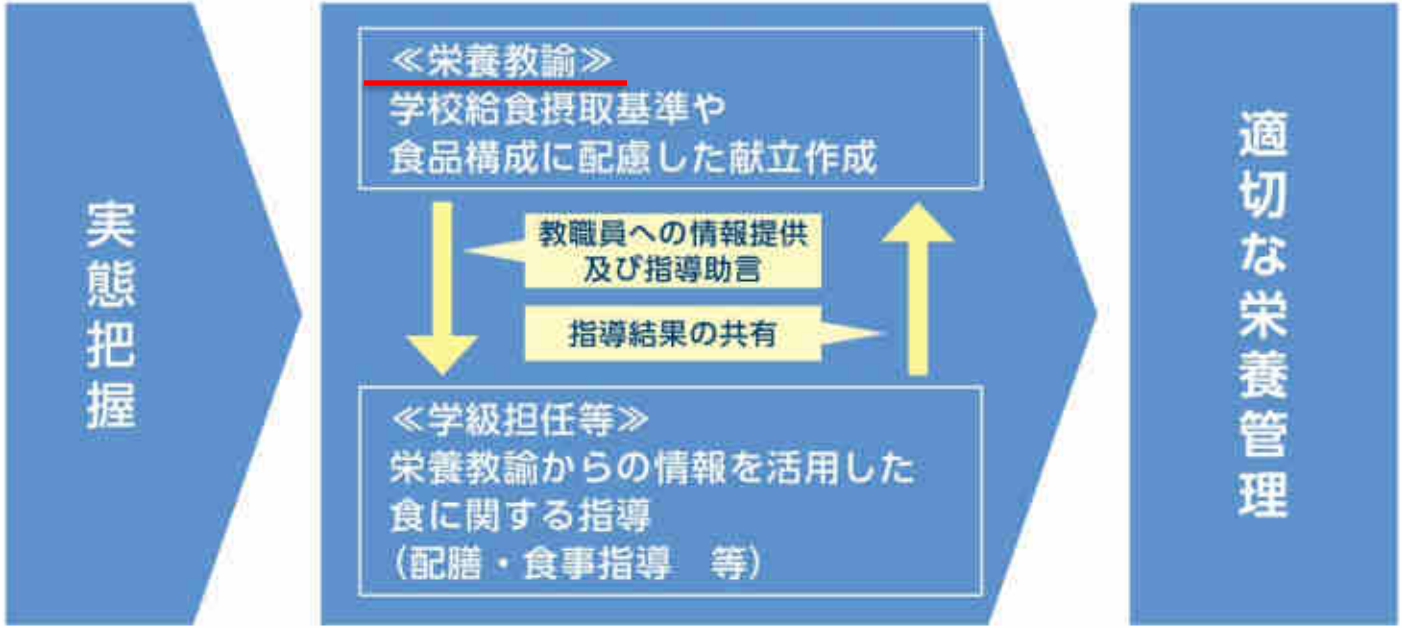 実態把握
≪栄養教諭≫
学校給食摂取基準や
食品構成に配慮した献立作成
教職員への情報提供
及び指導助言
指導結果の共有
≪学級担任等≫
栄養教諭からの情報を活用した
食に関する指導
（配膳・食事指導　等）
適切な栄養管理